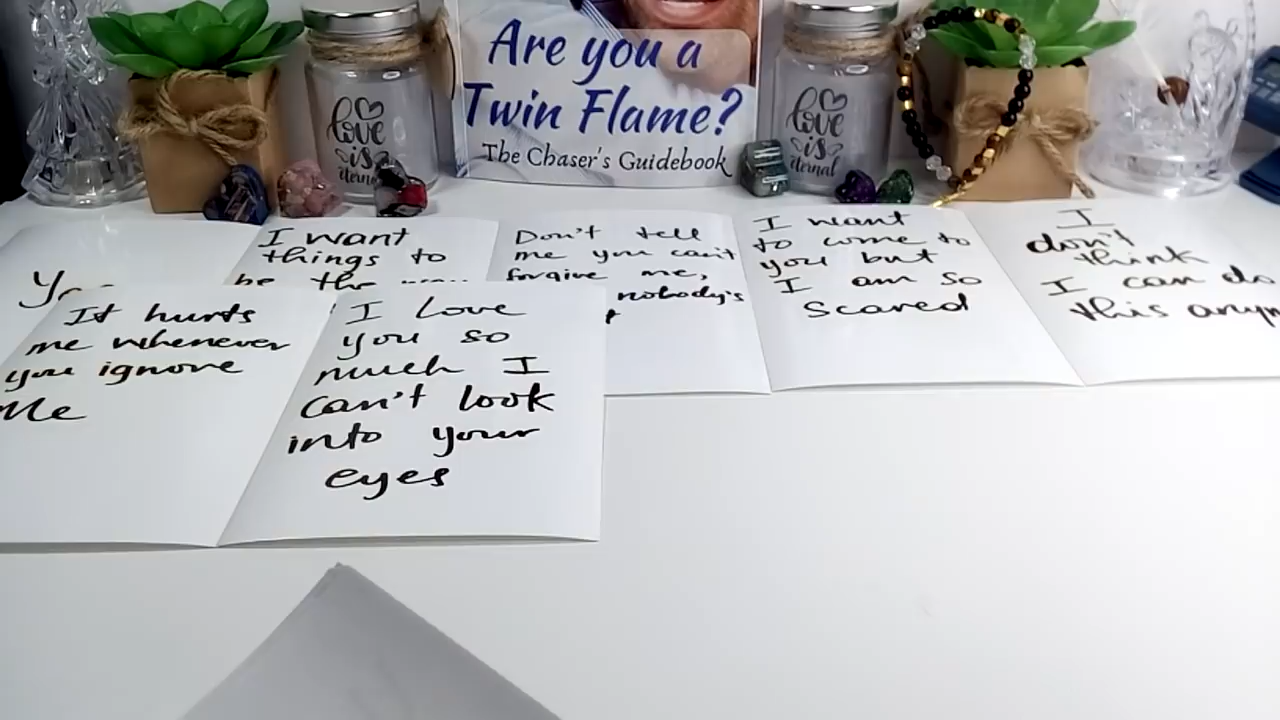 Are you a
Twin Flame?
The Chaser's Guidebook
love
is
eternal
love
is
eternal
I want
things to
be the
Don't tell
me you can't
forgive me,
nobody's
I want
to come to
you but
I am so
scared
I
don't
think
I can do
this
It hurts
me whenever
you ignore
Me
I Love
you so
much I
can't look
into your
eyes